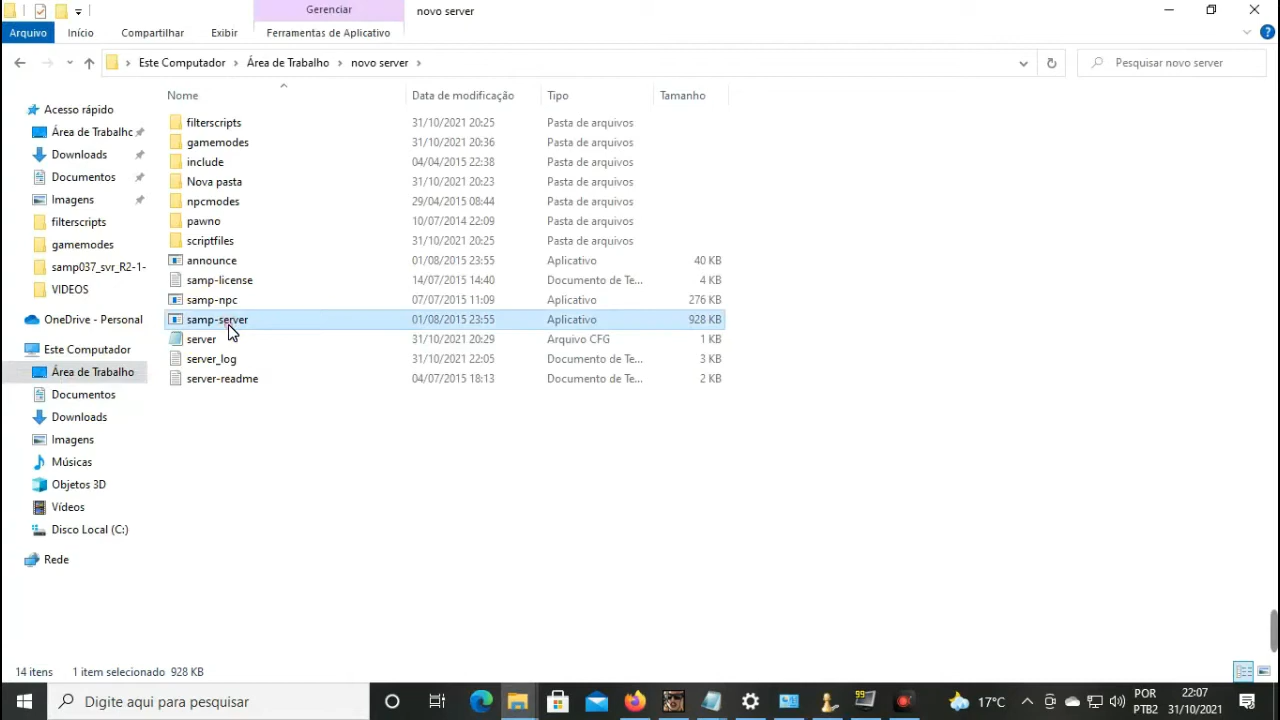 Gerenciar
novo server
Arquivo Início Compartilhar Exibir Ferramentas de Aplicativo
Este Computador Área de Trabalho novo server
Pesquisar novo server
Nome Data de modificação Tipo Tamanho
Acesso rápido
Área de Trabalho
Downloads
Documentos
Imagens
filterscripts
gamemodes
samp037_svr_R2-1-
VIDEOS
OneDrive - Personal
Este Computador
Área de Trabalho
Documentos
Downloads
Imagens
Músicas
Objetos 3D
Vídeos
Disco Local (C:)
Rede
filterscripts 31/10/2021 20:25 Pasta de arquivos
gamemodes 31/10/2021 20:36 Pasta de arquivos
include 04/04/2015 22:38 Pasta de arquivos
Nova pasta 31/10/2021 20:23 Pasta de arquivos
npcmodes 29/04/2015 08:44 Pasta de arquivos
pawno 10/07/2014 22:09 Pasta de arquivos
scriptfiles 31/10/2021 20:25 Pasta de arquivos
announce 01/08/2015 23:55 Aplicativo 40 KB
samp-license 14/07/2015 14:40 Documento de Te... 4 KB
samp-npc 07/07/2015 11:09 Aplicativo 276 KB
samp-server 01/08/2015 23:55 Aplicativo 928 KB
server 31/10/2021 20:29 Arquivo CFG 1 KB
server_log 31/10/2021 22:05 Documento de Te... 3 KB
server-readme 04/07/2015 18:13 Documento de Te... 2 KB
14 itens 1 item selecionado 928 KB
Digite aqui para pesquisar
99
17°C
POR
PTB2
22:07
31/10/2021